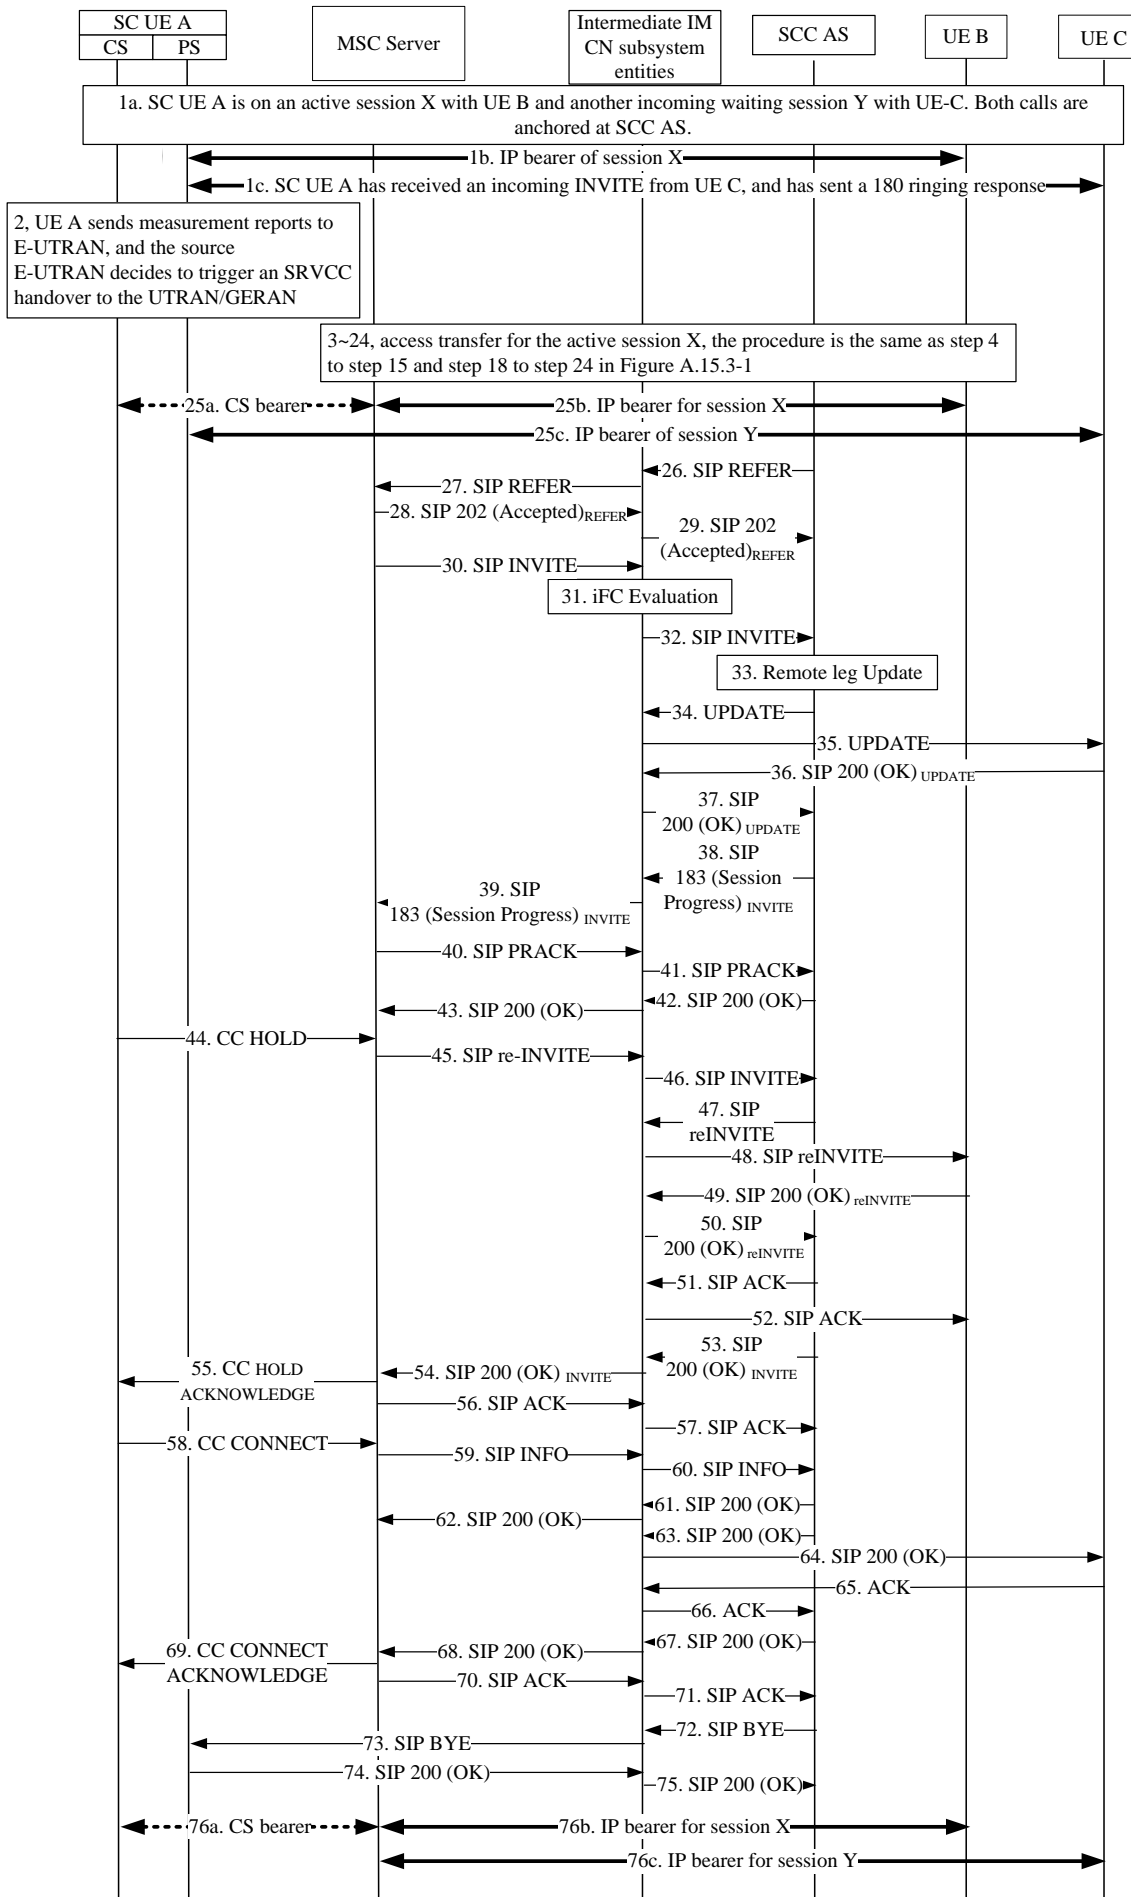 SC UE A
CS
PS
MSC Server
Intermediate IM
CN subsystem
entities
SCC AS
UE B
UE C
1a. SC UE A is on an active session X with UE B and another incoming waiting session Y with UE-C. Both calls are
anchored at SCC AS.
1b. IP bearer of session X
1c. SC UE A has received an incoming INVITE from UE C, and has sent a 180 ringing response
2, UE A sends measurement reports to
E-UTRAN, and the source
E-UTRAN decides to trigger an SRVCC
handover to the UTRAN/GERAN
3~24, access transfer for the active session X, the procedure is the same as step 4
to step 15 and step 18 to step 24 in Figure A.15.3-1
25a. CS bearer
25b. IP bearer for session X
25c. IP bearer of session Y
26. SIP REFER
27. SIP REFER
28. SIP 202 (Accepted)REFER
29. SIP 202
(Accepted)REFER
30. SIP INVITE
31. iFC Evaluation
32. SIP INVITE
33. Remote leg Update
34. UPDATE
35. UPDATE
36. SIP 200 (OK) UPDATE
37. SIP
200 (OK) UPDATE
38. SIP
183 (Session
Progress) INVITE
39. SIP
183 (Session Progress) INVITE
40. SIP PRACK
41. SIP PRACK
42. SIP 200 (OK)
43. SIP 200 (OK)
44. CC HOLD
45. SIP re-INVITE
46. SIP INVITE
47. SIP
reINVITE
48. SIP reINVITE
49. SIP 200 (OK) reINVITE
50. SIP
200 (OK) reINVITE
51. SIP ACK
52. SIP ACK
53. SIP
200 (OK) INVITE
54. SIP 200 (OK) INVITE
55. CC HOLD
ACKNOWLEDGE
56. SIP ACK
57. SIP ACK
58. CC CONNECT
59. SIP INFO
60. SIP INFO
61. SIP 200 (OK)
62. SIP 200 (OK)
63. SIP 200 (OK)
64. SIP 200 (OK)
65. ACK
66. ACK
67. SIP 200 (OK)
68. SIP 200 (OK)
69. CC CONNECT
ACKNOWLEDGE
70. SIP ACK
71. SIP ACK
72. SIP BYE
73. SIP BYE
74. SIP 200 (OK)
75. SIP 200 (OK)
76a. CS bearer
76b. IP bearer for session X
76c. IP bearer for session Y